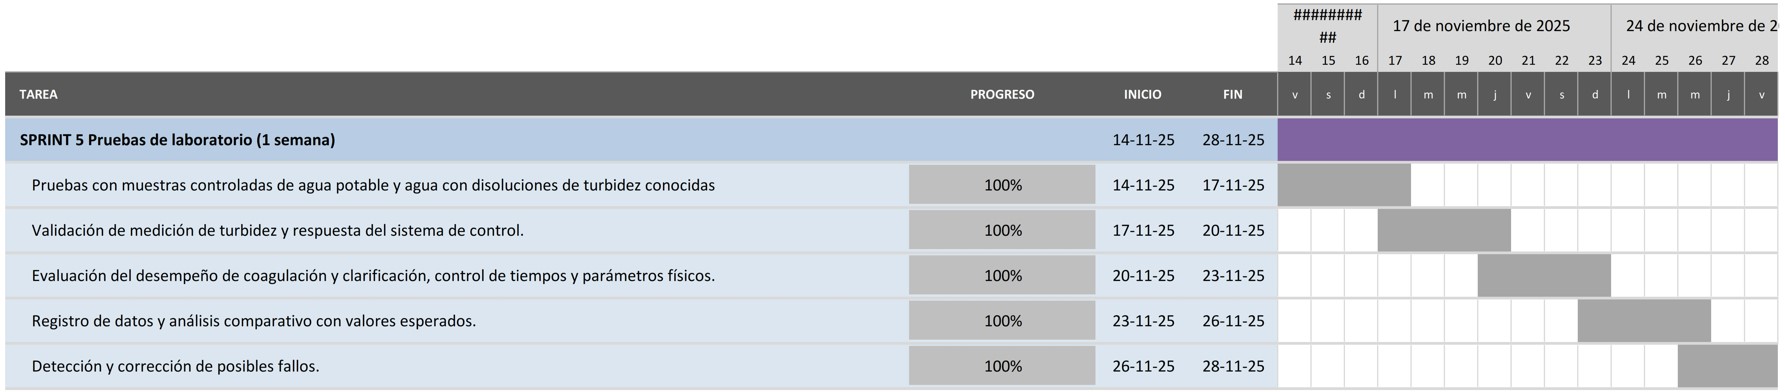 ########
##
17 de noviembre de 2025
24 de noviembre de 2
14 15 16 17 18 19 20 21 22 23 24 25 26 27 28
TAREA PROGRESO INICIO FIN v s d l m m j v s d l m m j v
SPRINT 5 Pruebas de laboratorio (1 semana) 14-11-25 28-11-25
Pruebas con muestras controladas de agua potable y agua con disoluciones de turbidez conocidas 100% 14-11-25 17-11-25
Validación de medición de turbidez y respuesta del sistema de control. 100% 17-11-25 20-11-25
Evaluación del desempeño de coagulación y clarificación, control de tiempos y parámetros físicos. 100% 20-11-25 23-11-25
Registro de datos y análisis comparativo con valores esperados. 100% 23-11-25 26-11-25
Detección y corrección de posibles fallos. 100% 26-11-25 28-11-25